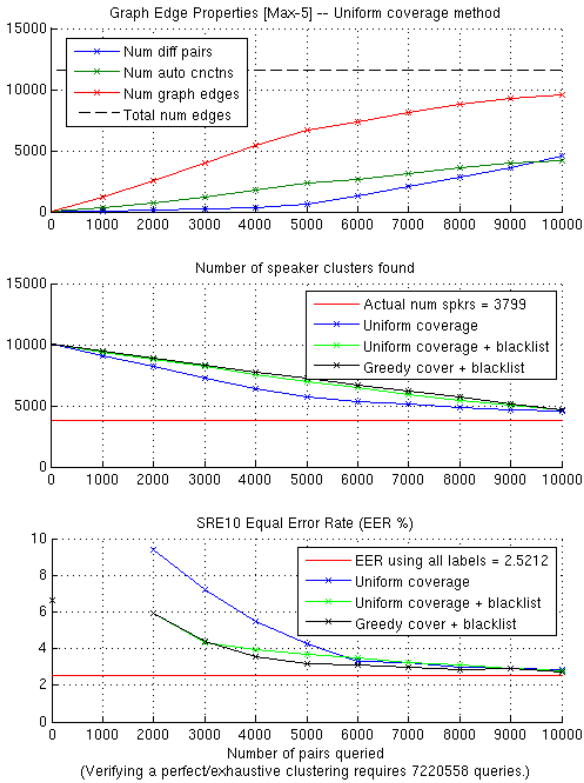 Graph Edge Properties [Max-5] -- Uniform coverage method
15000
10000
5000
0
Num diff pairs
Num auto cnctns
Num graph edges
Total num edges
0 1000 2000 3000 4000 5000 6000 7000 8000 9000 10000
Number of speaker clusters found
15000
10000
5000
0
Actual num spkrs = 3799
Uniform coverage
Uniform coverage + blacklist
Greedy cover + blacklist
0 1000 2000 3000 4000 5000 6000 7000 8000 9000 10000
SRE10 Equal Error Rate (EER %)
10
8
6
4
2
0
EER using all labels = 2.5212
Uniform coverage
Uniform coverage + blacklist
Greedy cover + blacklist
0 1000 2000 3000 4000 5000 6000 7000 8000 9000 10000
Number of pairs queried
(Verifying a perfect/exhaustive clustering requires 7220558 queries.)